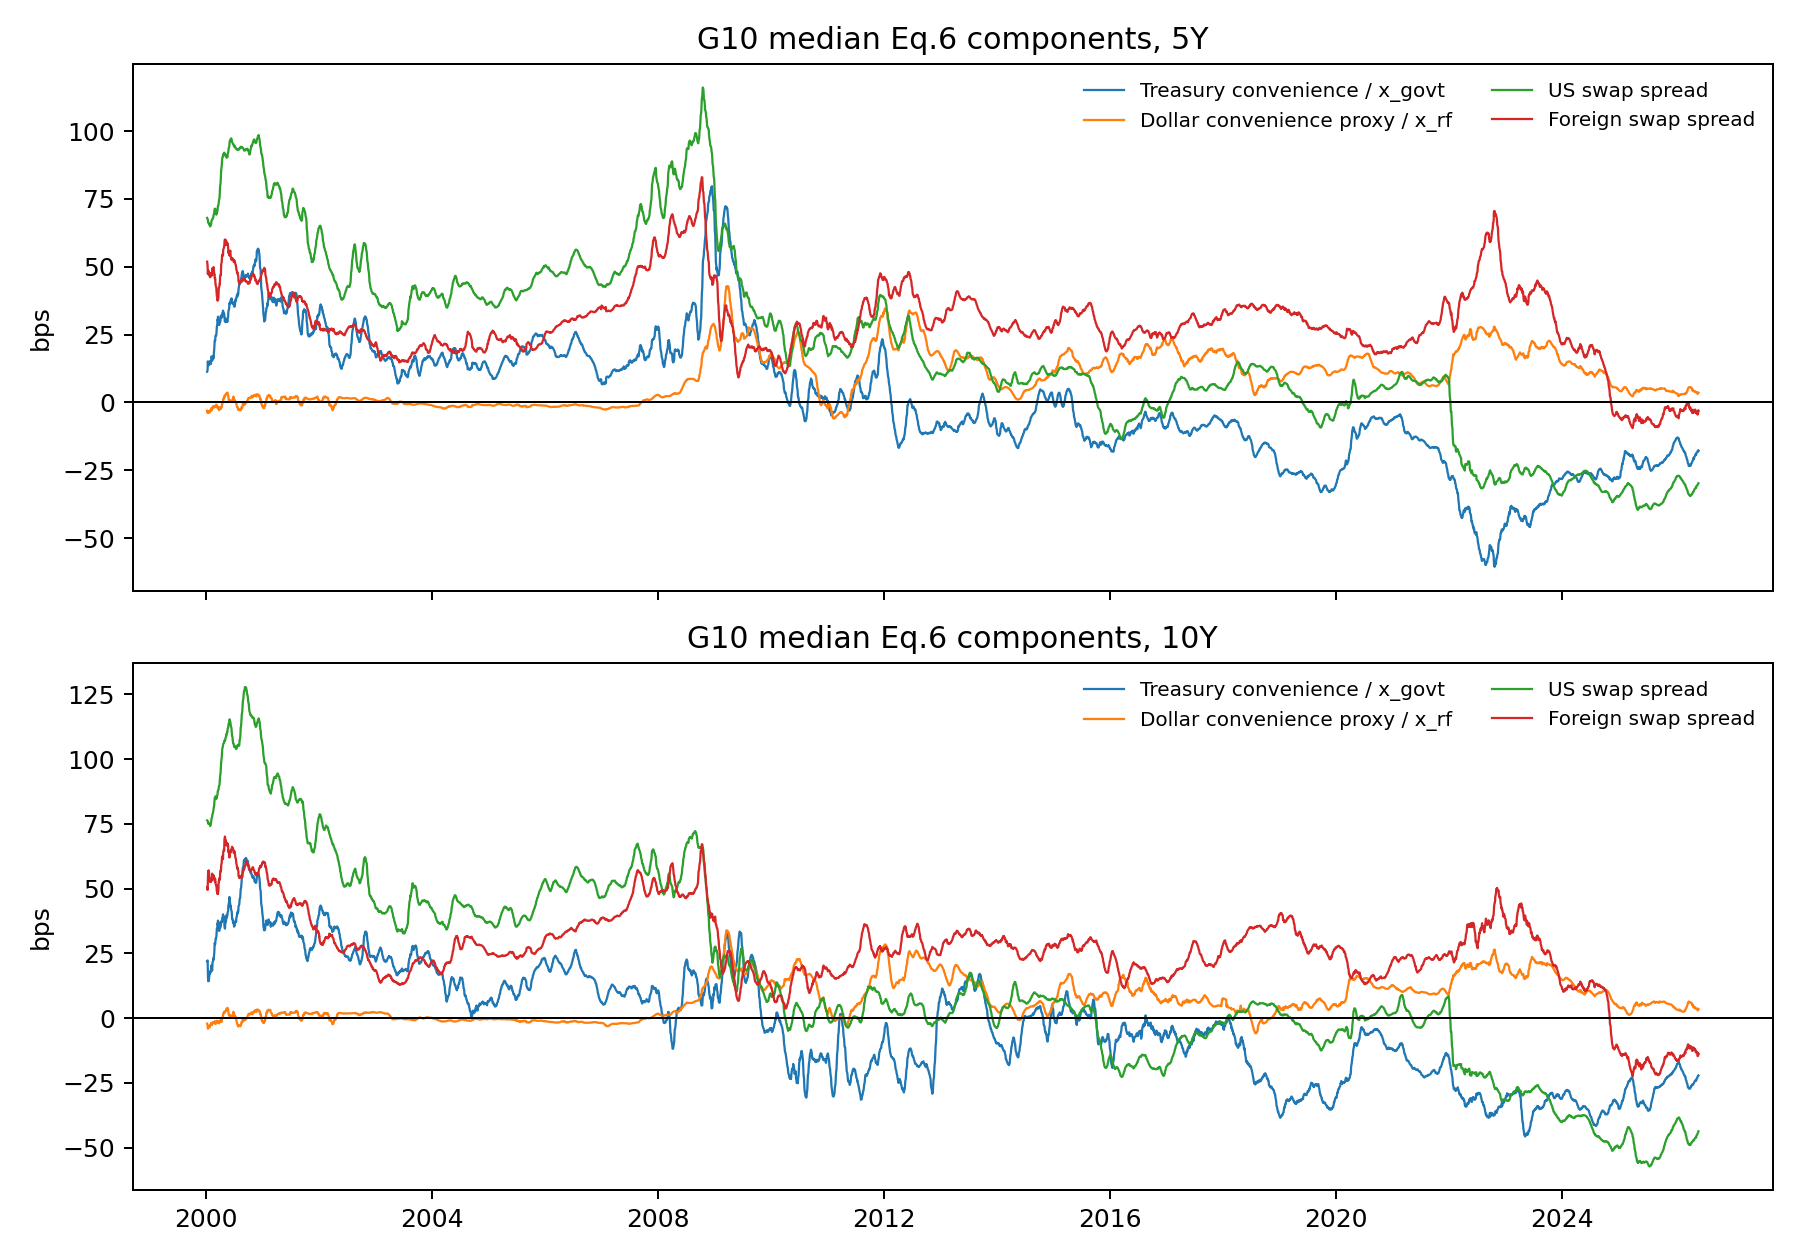 G10 median Eq.6 components, 5Y
Treasury convenience / x_govt
Dollar convenience proxy / x_rf
US swap spread
Foreign swap spread
bps
100
75
50
25
0
−25
−50
G10 median Eq.6 components, 10Y
Treasury convenience / x_govt
Dollar convenience proxy / x_rf
US swap spread
Foreign swap spread
bps
125
100
75
50
25
0
−25
−50
2000 2004 2008 2012 2016 2020 2024